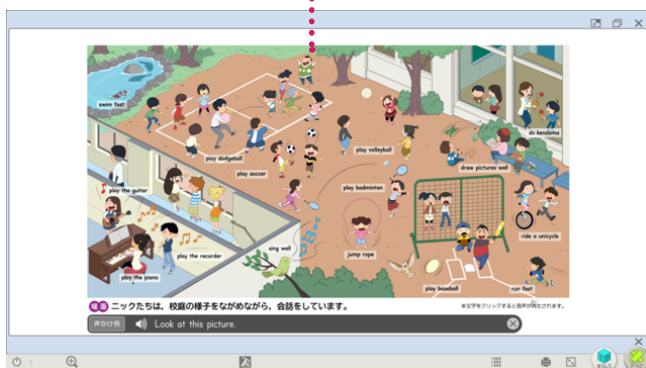 swim fast
do kendama
play dodgeball
play volleyball
draw pictures well
play soccer
play the guitar
play badminton
ride a unicycle
sing well
play the recorder
jump rope
play the piano
play baseball
run fast
場面 ニックたちは，校庭の様子をながめながら，会話をしています。
※文字をクリックすると音声が再生されます。
声かけ例 Look at this picture.